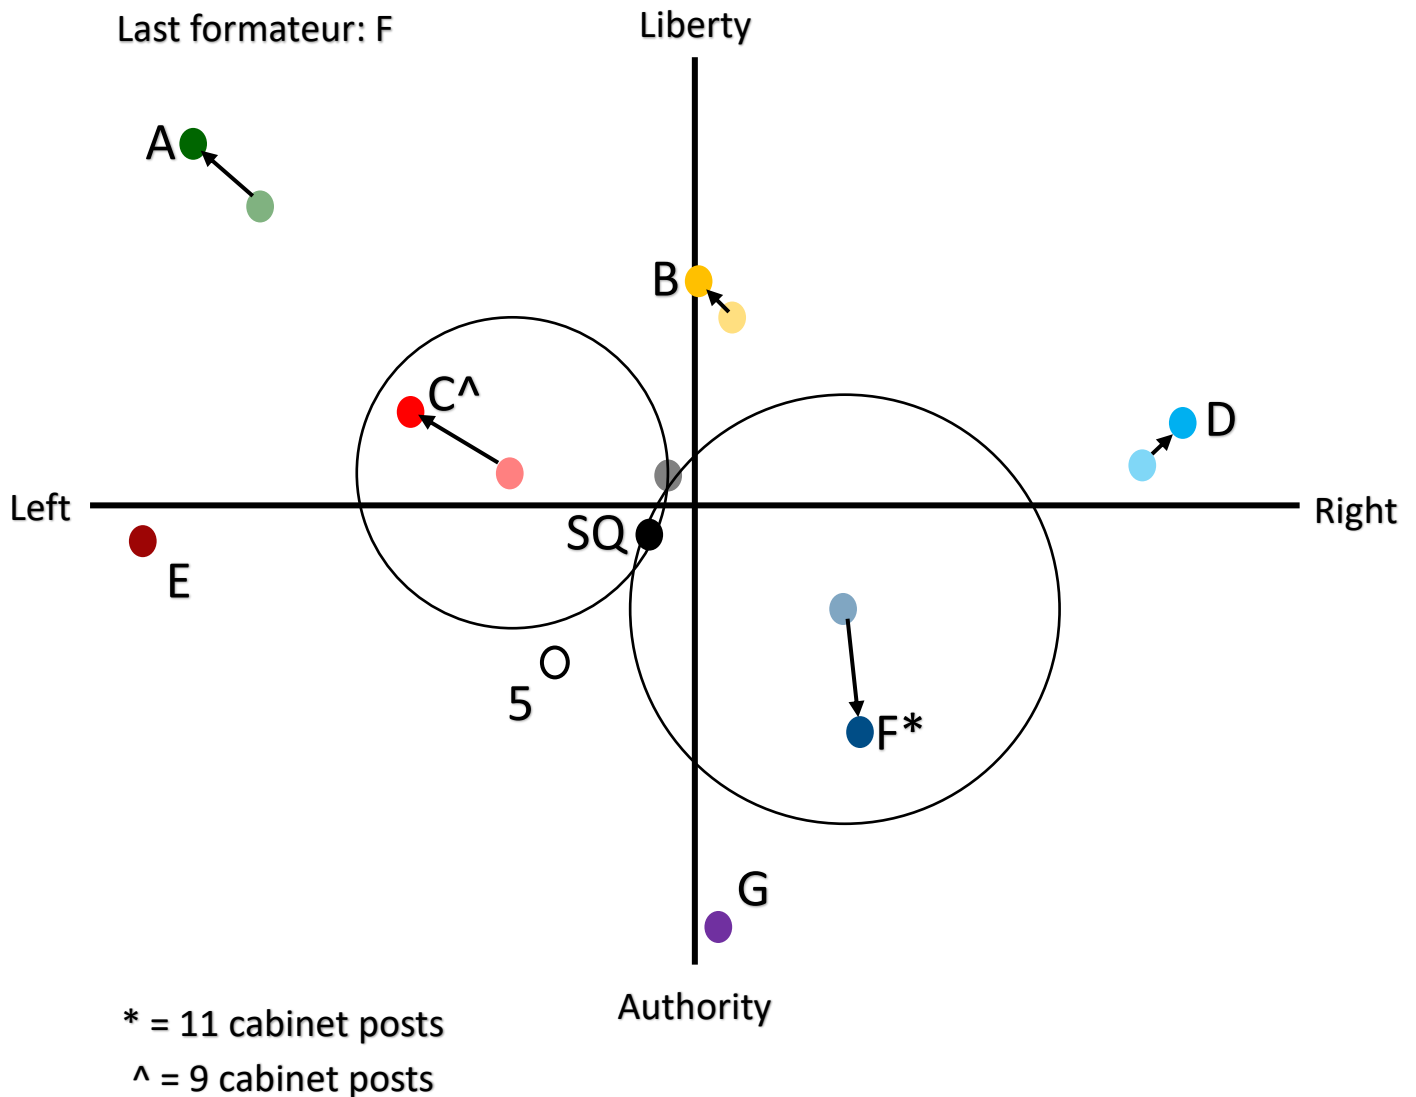 Last formateur: F
Liberty
A
B
C^
D
Left
Right
SQ
E
5
F*
G
Authority
* = 11 cabinet posts
^ = 9 cabinet posts